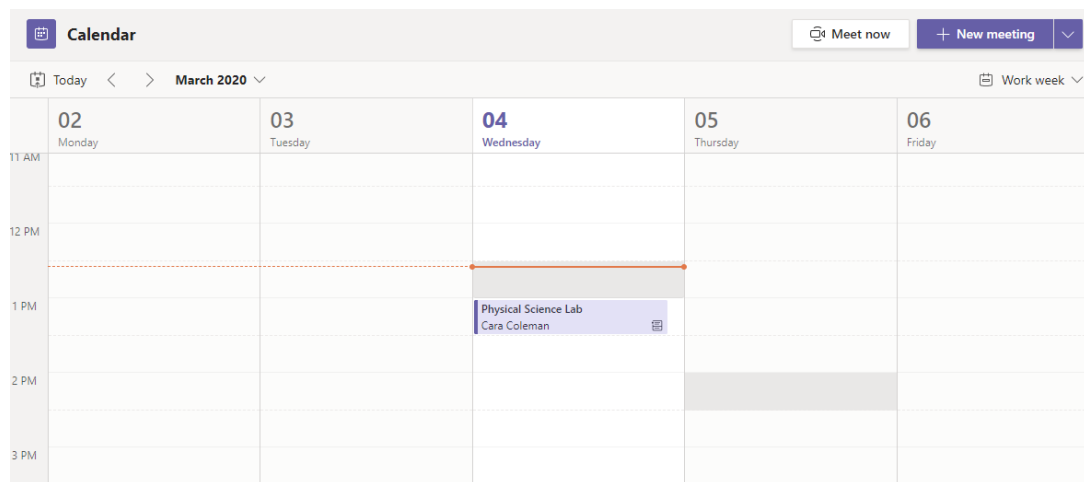 Calendar
Meet now
New meeting
Today
March 2020
Work week
02
Monday
03
Tuesday
04
Wednesday
05
Thursday
06
Friday
11 AM
12 PM
1 PM
Physical Science Lab
Cara Coleman
2 PM
3 PM